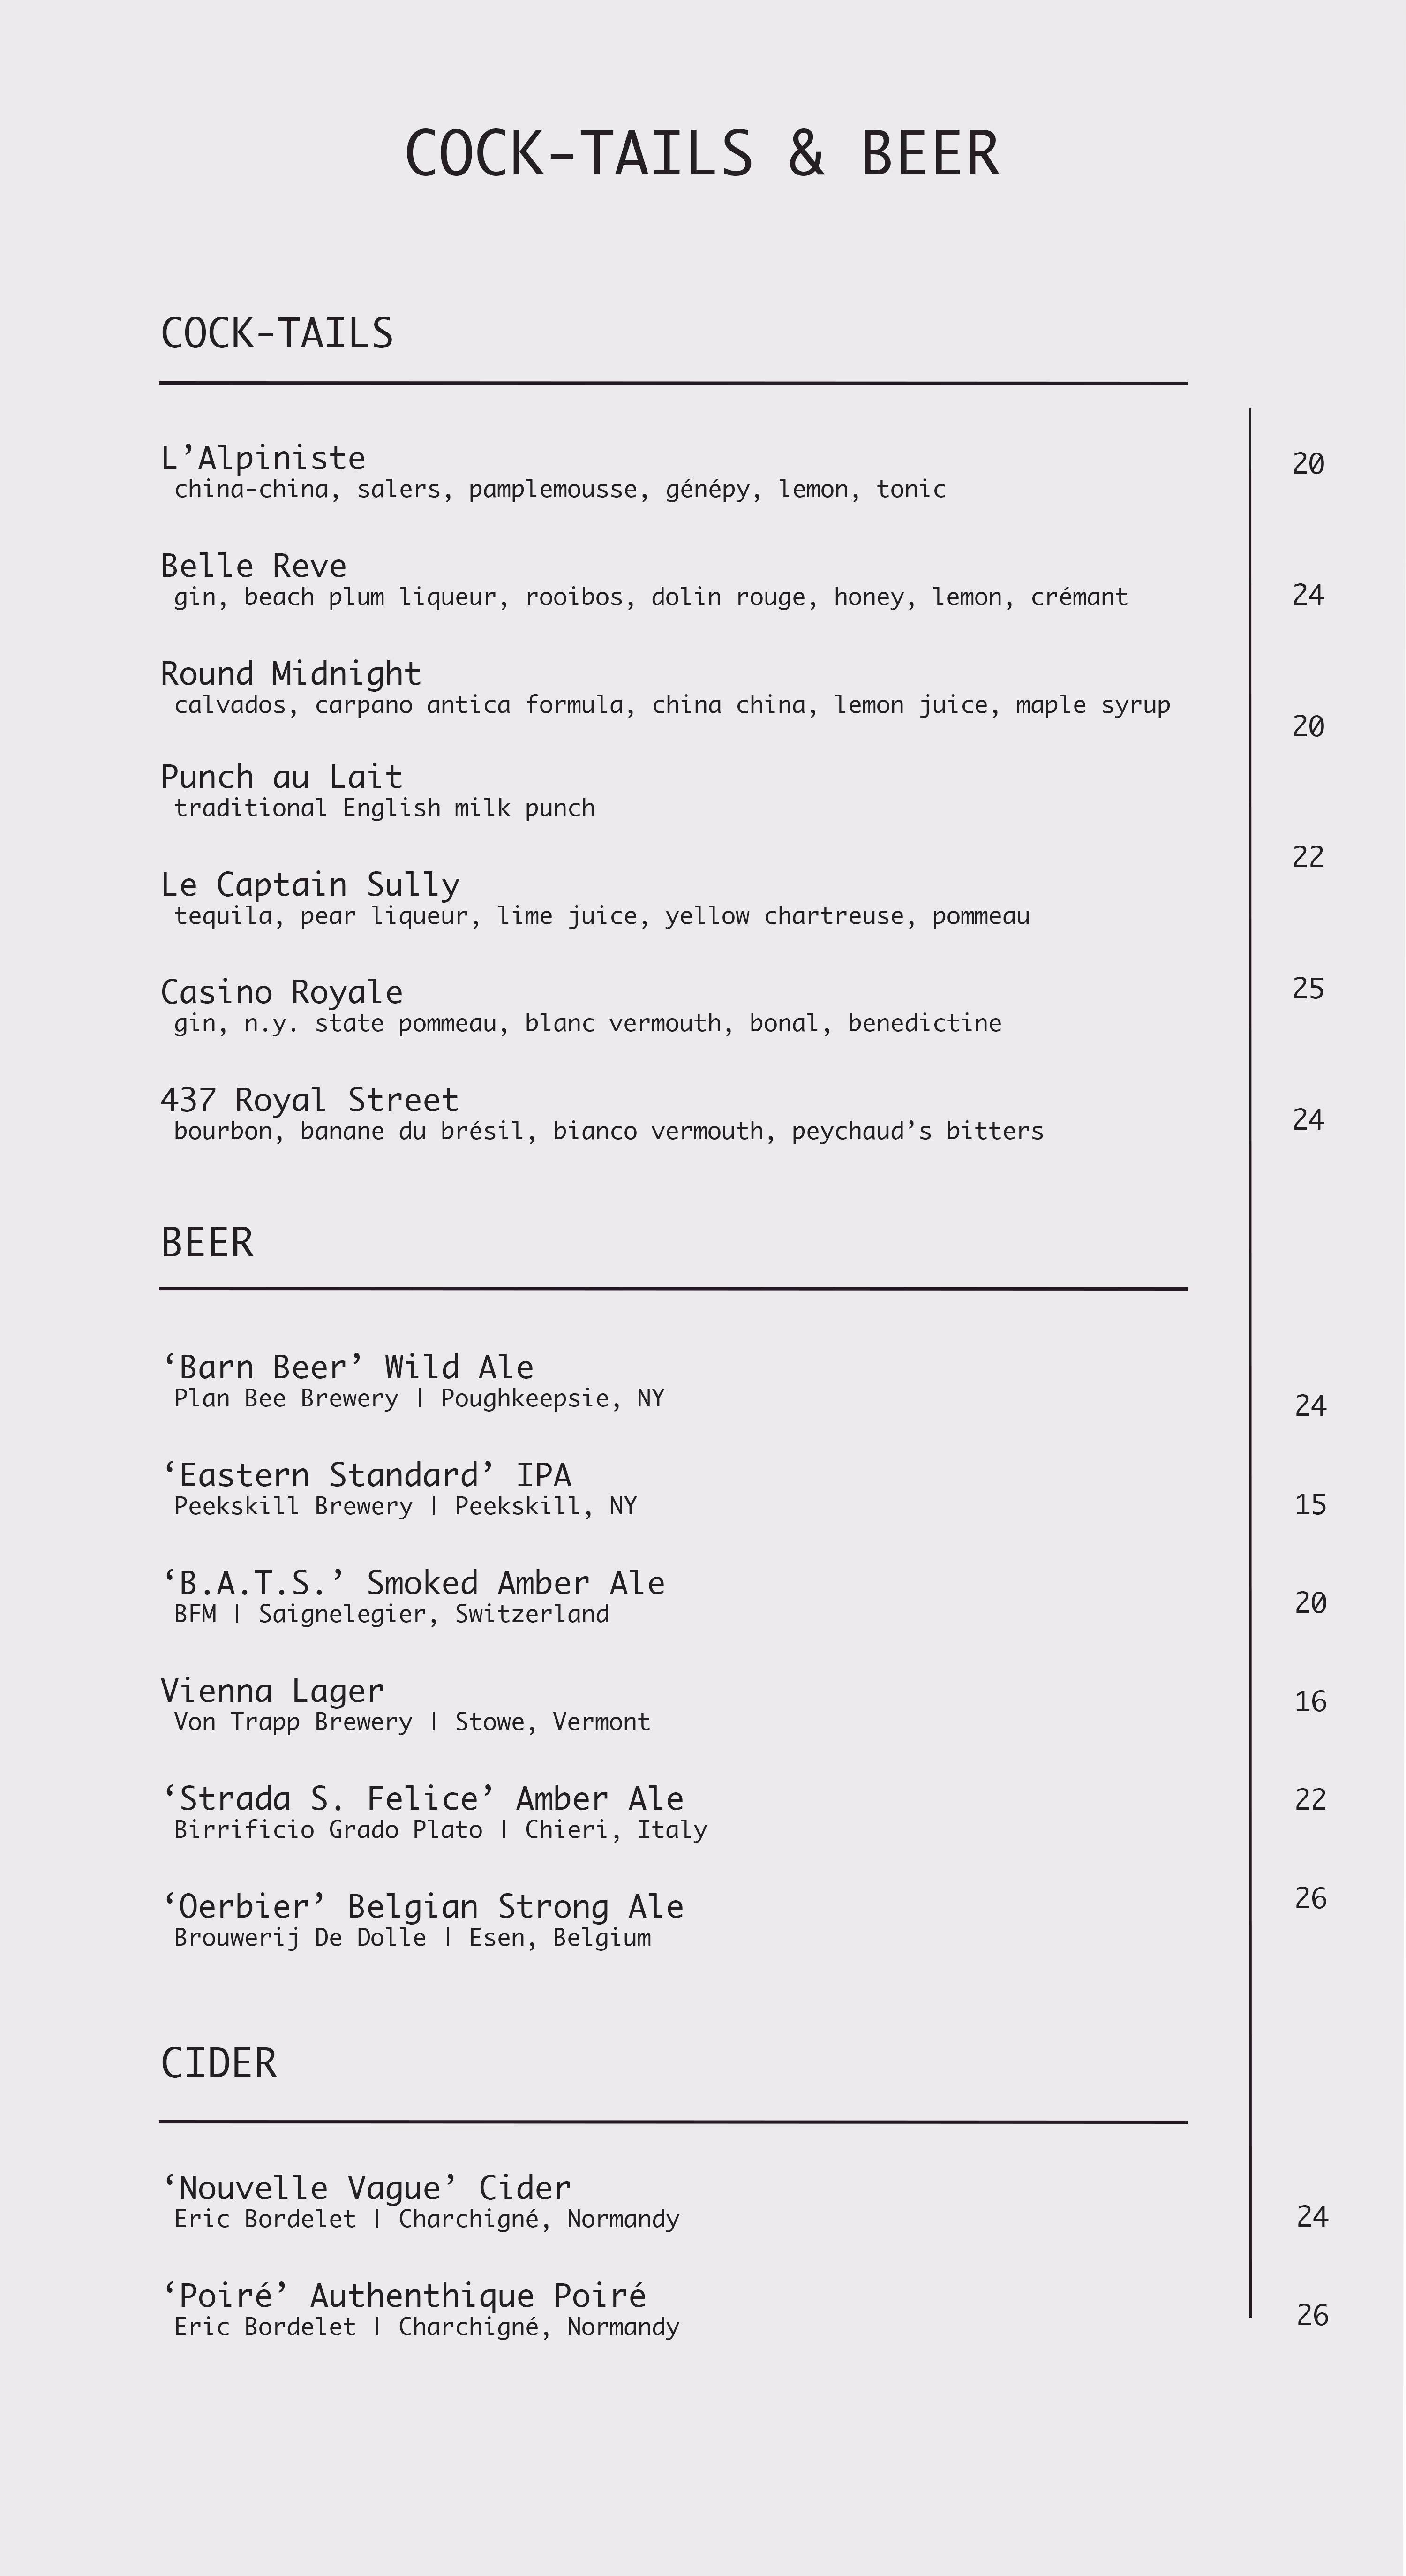 COCK-TAILS & BEER
COCK-TAILS
L’Alpiniste 20
china-china, salers, pamplemousse, génépy, lemon, tonic
Belle Reve
gin, beach plum liqueur, rooibos, dolin rouge, honey, lemon, crémant 24
Round Midnight
calvados, carpano antica formula, china china, lemon juice, maple syrup
20
Punch au Lait
traditional English milk punch
22
Le Captain Sully
tequila, pear liqueur, lime juice, yellow chartreuse, pommeau
Casino Royale 25
gin, n.y. state pommeau, blanc vermouth, bonal, benedictine
437 Royal Street
bourbon, banane du brésil, bianco vermouth, peychaud’s bitters 24
BEER
‘Barn Beer’ Wild Ale
Plan Bee Brewery | Poughkeepsie, NY 24
‘Eastern Standard’ IPA
Peekskill Brewery | Peekskill, NY 15
‘B.A.T.S.’ Smoked Amber Ale
BFM | Saignelegier, Switzerland 20
Vienna Lager 16
Von Trapp Brewery | Stowe, Vermont
‘Strada S. Felice’ Amber Ale 22
Birrificio Grado Plato | Chieri, Italy
‘Oerbier’ Belgian Strong Ale 26
Brouwerij De Dolle | Esen, Belgium
CIDER
‘Nouvelle Vague’ Cider
Eric Bordelet | Charchigné, Normandy 24
‘Poiré’ Authenthique Poiré
Eric Bordelet | Charchigné, Normandy 26